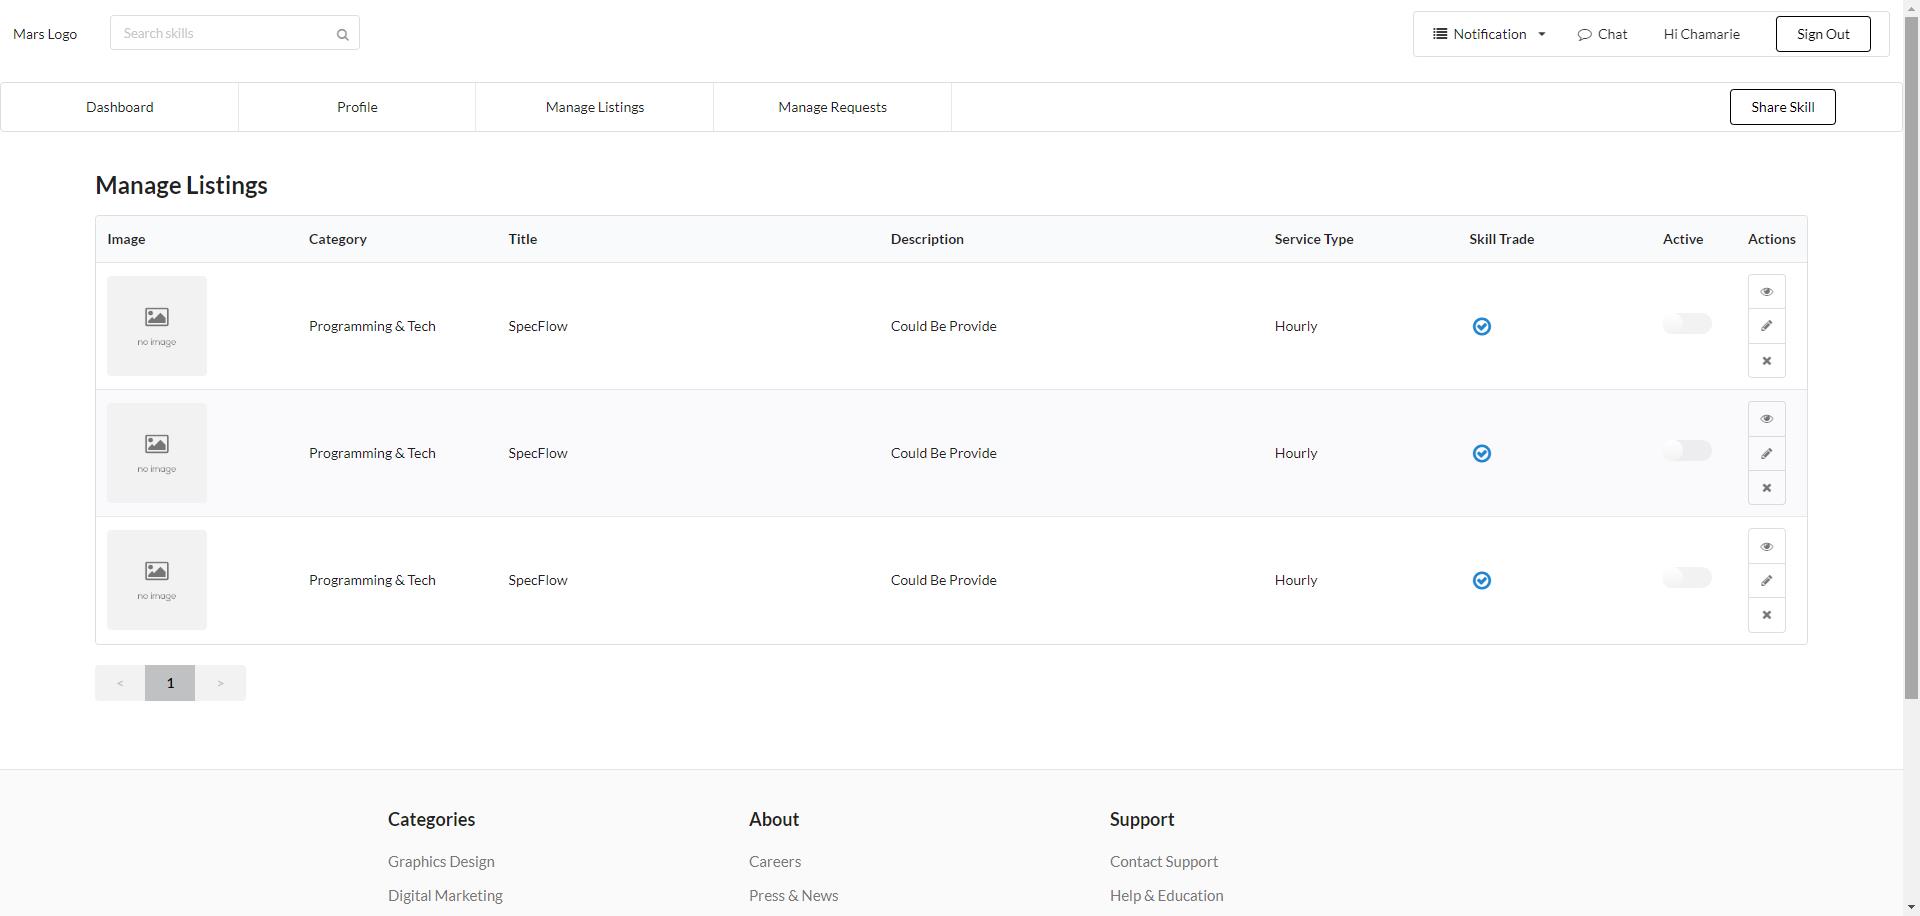 Mars Logo
Search skills
Notification
Chat
Hi Chamarie
Sign Out
Dashboard
Profile
Manage Listings
Manage Requests
Share Skill
Manage Listings
Image Category Title Description Service Type Skill Trade Active Actions
no image
Programming & Tech SpecFlow Could Be Provide Hourly
no image
Programming & Tech SpecFlow Could Be Provide Hourly
no image
Programming & Tech SpecFlow Could Be Provide Hourly
< 1 >
Categories
Graphics Design
Digital Marketing
About
Careers
Press & News
Support
Contact Support
Help & Education